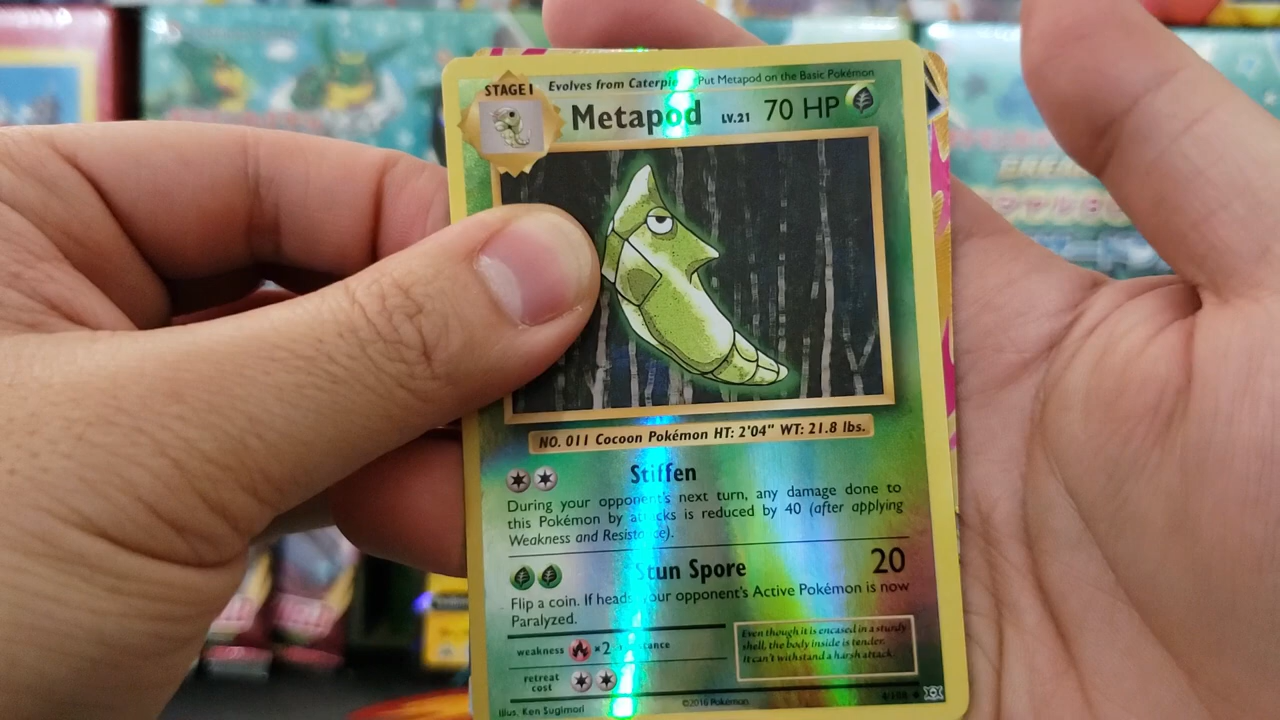 STAGE 1
Evolves from Caterpie Put Metapod on the Basic Pokémon
Metapod LV.21 70 HP
NO. 011 Cocoon Pokémon HT: 2'04" WT: 21.8 lbs.
Stiffen
During your opponent's next turn, any damage done to
this Pokémon by attacks is reduced by 40 (after applying
Weakness and Resistance).
Stun Spore 20
Flip a coin. If heads, your opponent's Active Pokémon is now
Paralyzed.
weakness ×2 resistance
Even though it is encased in a sturdy
shell, the body inside is tender.
It can't withstand a harsh attack.
retreat
cost
Illus. Ken Sugimori ©2016 Pokémon 4/108